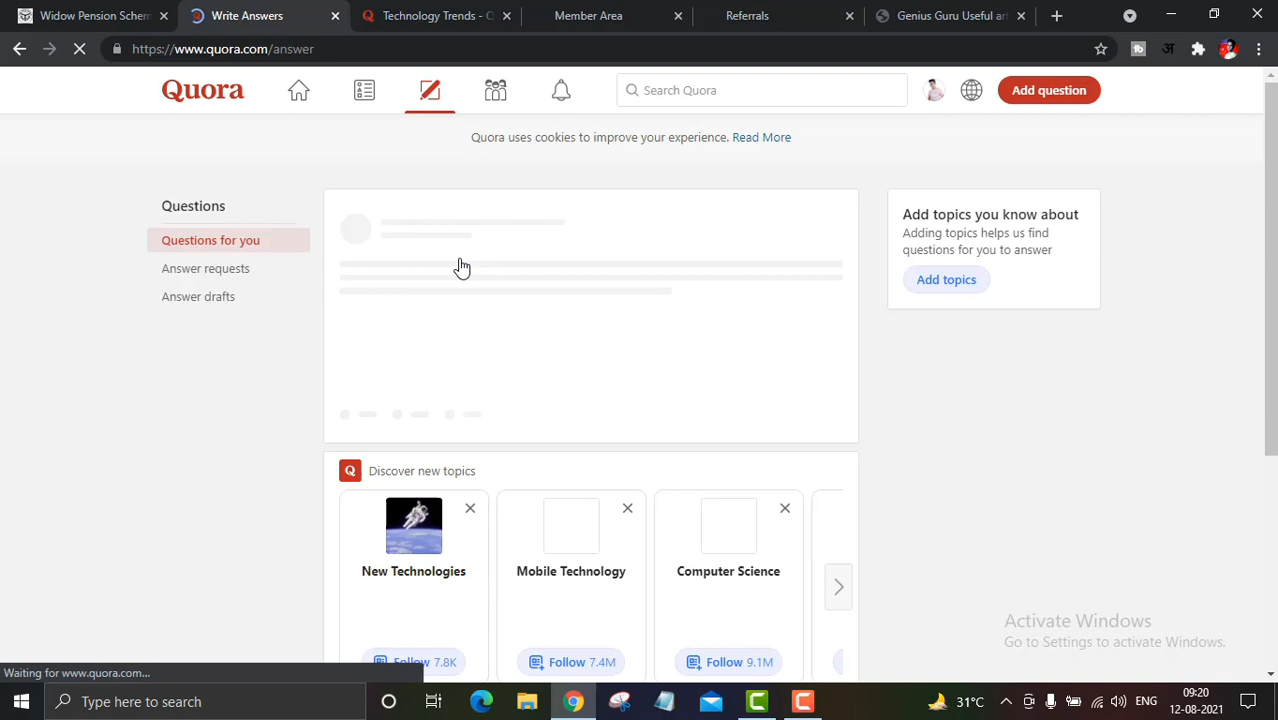 Widow Pension Schem
Write Answers
Technology Trends - Q
Member Area
Referrals
Genius Guru Useful art
https://www.quora.com/answer
अ
Quora
Search Quora
Add question
Quora uses cookies to improve your experience. Read More
Questions
Questions for you
Answer requests
Answer drafts
Add topics you know about
Adding topics helps us find
questions for you to answer
Add topics
Q Discover new topics
New Technologies
Mobile Technology
Computer Science
Follow 7.8K
Follow 7.4M
Follow 9.1M
Activate Windows
Go to Settings to activate Windows.
Waiting for www.quora.com...
Type here to search
31°C
ENG
09:20
12-08-2021